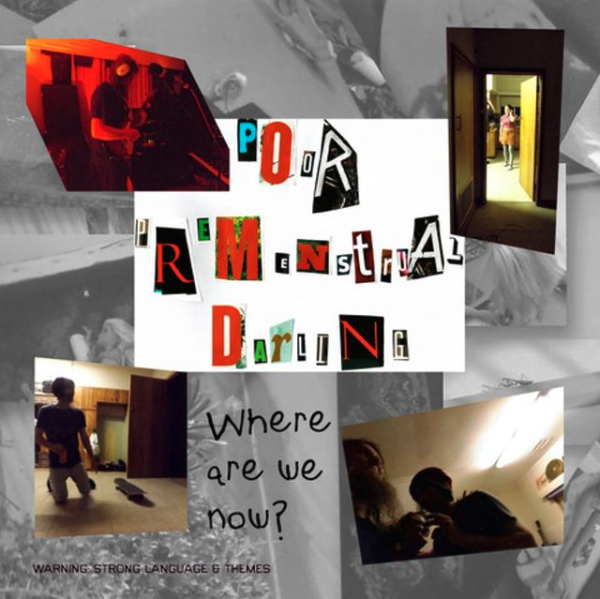 POOR
PREMENSTRUAL
DARLING
Where
are we
now?
WARNING: STRONG LANGUAGE & THEMES